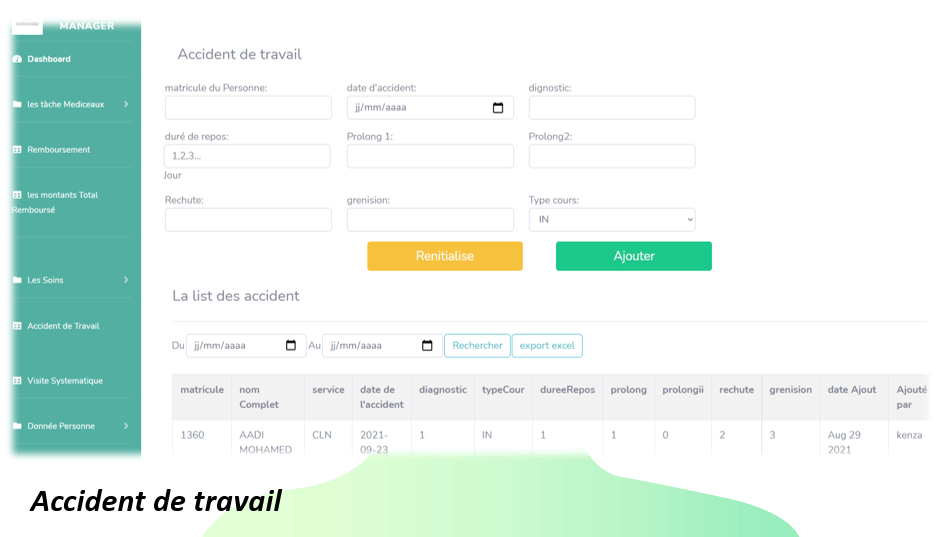 MANAGER
Dashboard
les tâche Mediceaux
Remboursement
les montants Total
Remboursé
Les Soins
Accident de Travail
Visite Systematique
Donnée Personne
Accident de travail
matricule du Personne: date d'accident: dignostic:
jj/mm/aaaa
duré de repos: Prolong 1: Prolong2:
1,2,3...
Jour
Rechute: grenision: Type cours:
IN
Renitialise Ajouter
La list des accident
Du jj/mm/aaaa Au jj/mm/aaaa Rechercher export excel
matricule nom service date de diagnostic typeCour dureeRepos prolong prolongii rechute grenision date Ajout Ajouté
Complet l'accident par
1360 AADI CLN 2021- 1 IN 1 1 0 2 3 Aug 29 kenza
MOHAMED 09-23 2021
Accident de travail